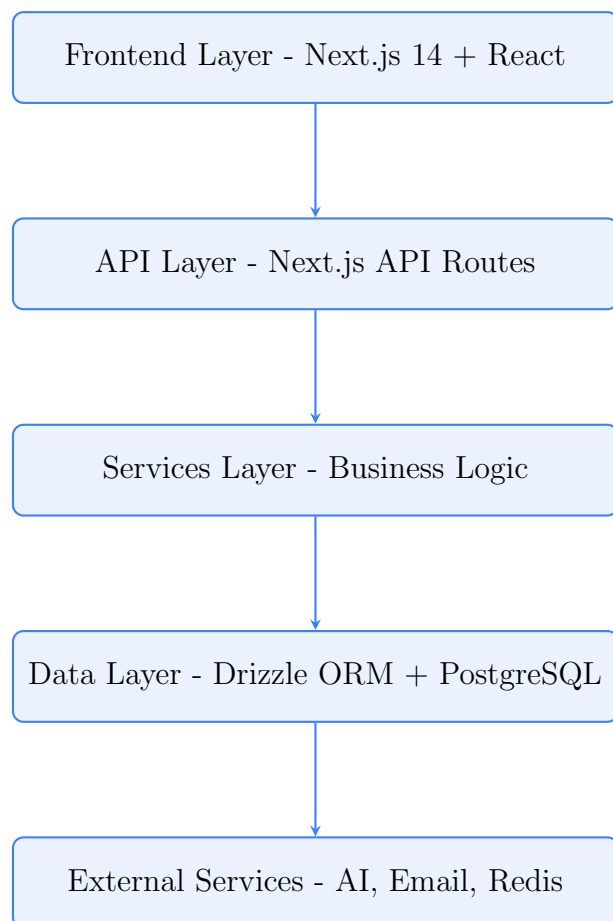 Frontend Layer - Next.js 14 + React
API Layer - Next.js API Routes
Services Layer - Business Logic
Data Layer - Drizzle ORM + PostgreSQL
External Services - AI, Email, Redis